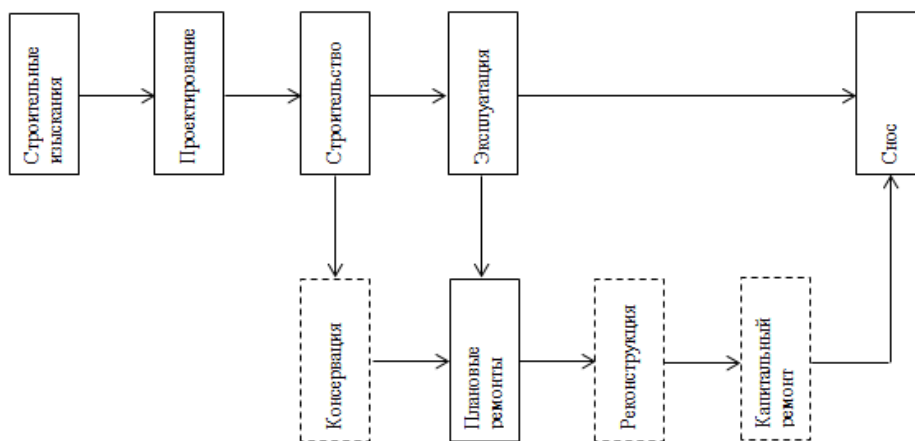 Строительные
изыскания
Проектирование
Строительство
Эксплуатация
Снос
Консервация
Плановые
ремонты
Реконструкция
Капитальный
ремонт